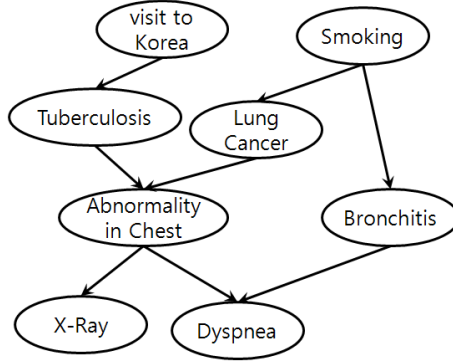 visit to
Korea
Smoking
Tuberculosis
Lung
Cancer
Abnormality
in Chest
Bronchitis
X-Ray
Dyspnea